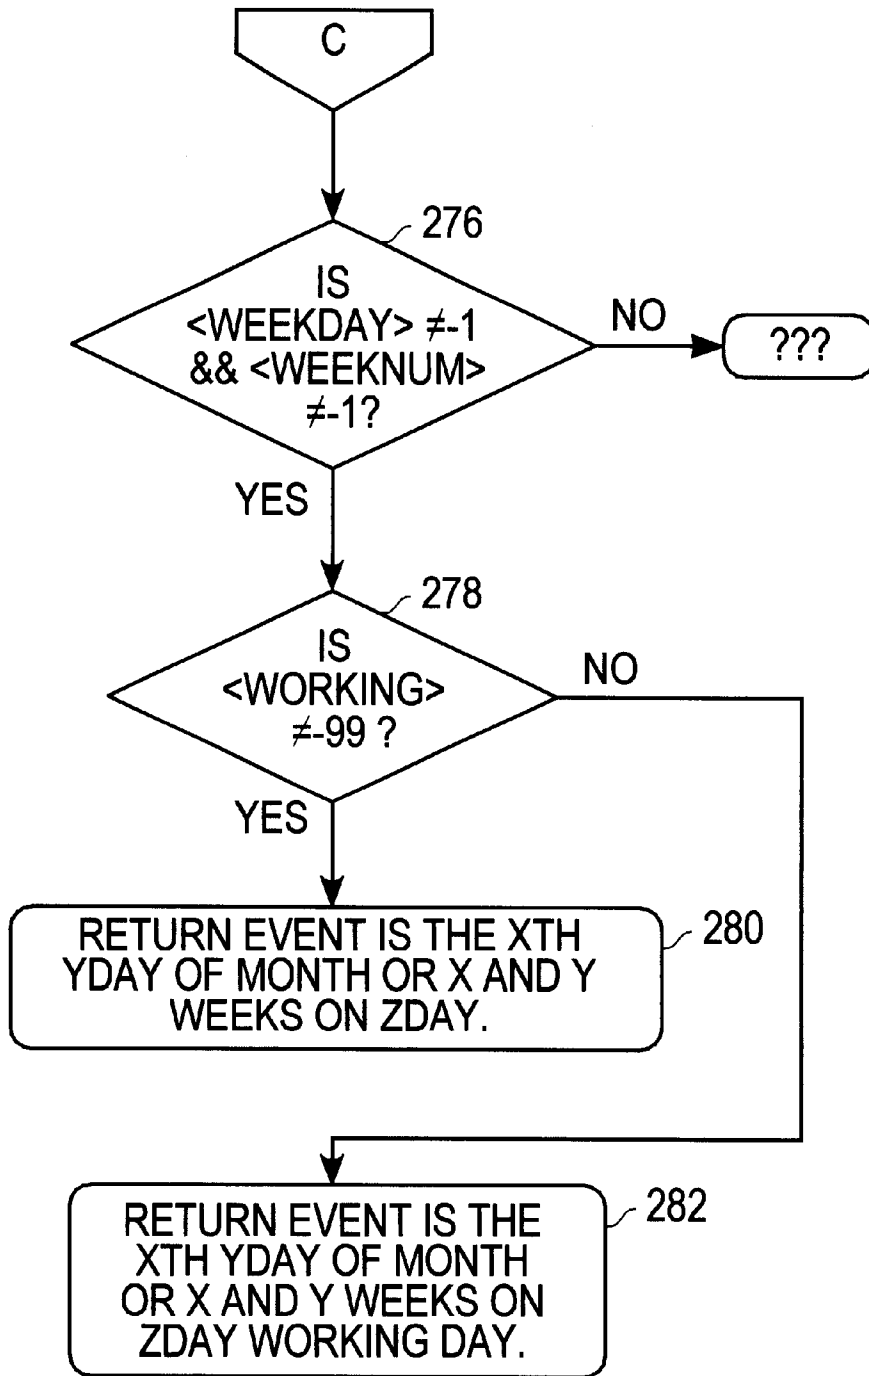 C
276
IS
<WEEKDAY> ≠-1
&& <WEEKNUM>
≠-1?
NO
???
YES
278
IS
<WORKING>
≠-99 ?
NO
YES
RETURN EVENT IS THE XTH
YDAY OF MONTH OR X AND Y
WEEKS ON ZDAY.
280
RETURN EVENT IS THE
XTH YDAY OF MONTH
OR X AND Y WEEKS ON
ZDAY WORKING DAY.
282